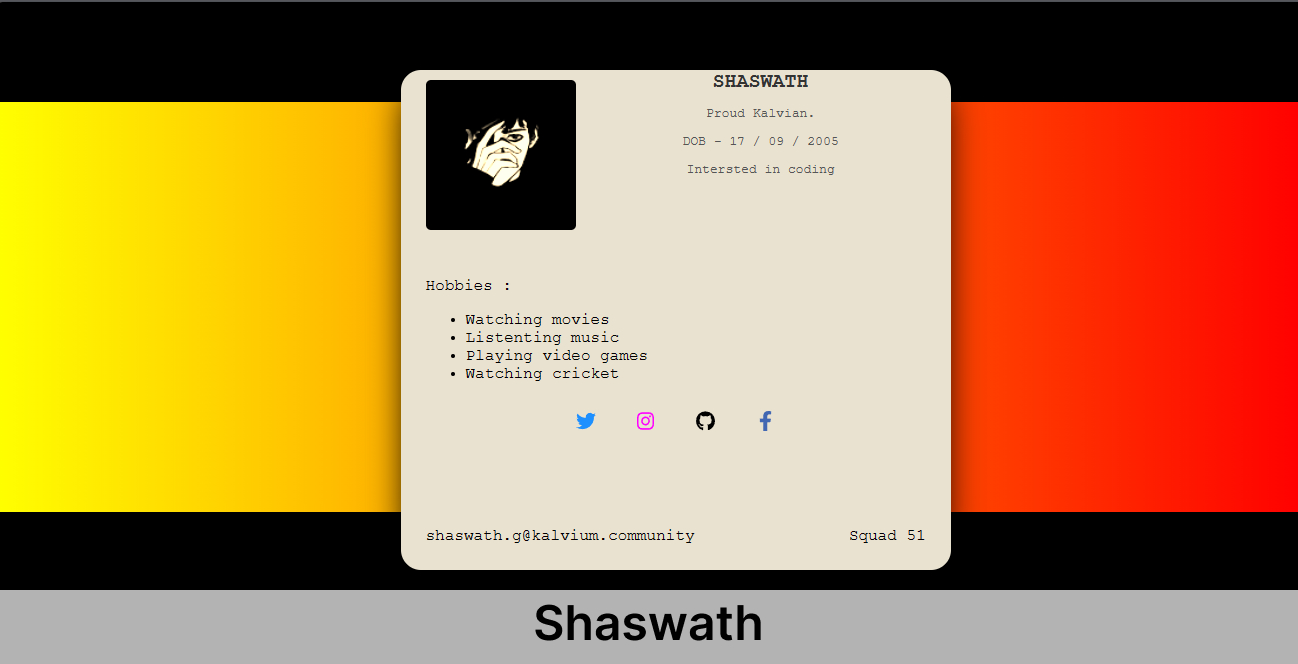 SHASWATH
Proud Kalvian.
DOB - 17 / 09 / 2005
Intersted in coding
Hobbies :
• Watching movies
• Listenting music
• Playing video games
• Watching cricket
shaswath.g@kalvium.community Squad 51
Shaswath